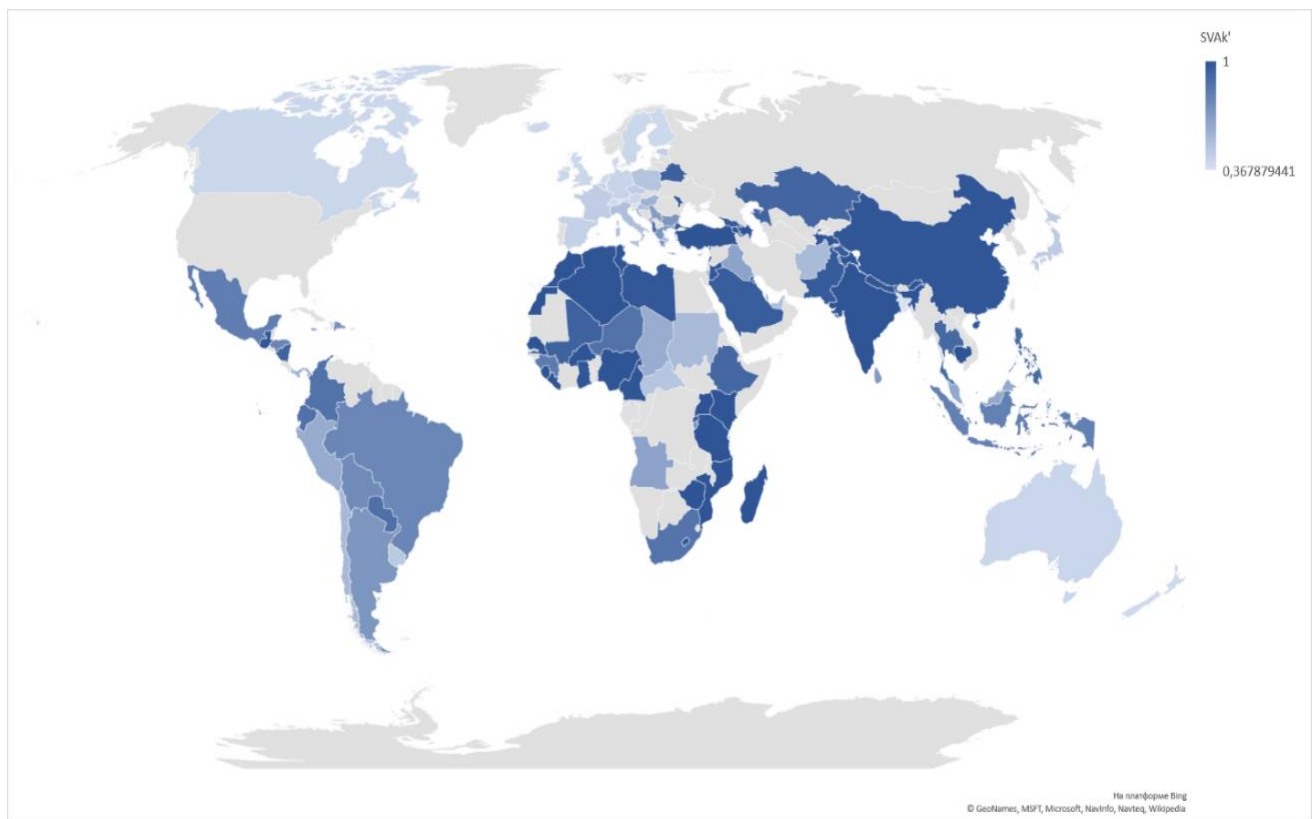 SVAk'
1
0,367879441
На платформе Bing
© GeoNames, MSFT, Microsoft, NavInfo, Navteq, Wikipedia